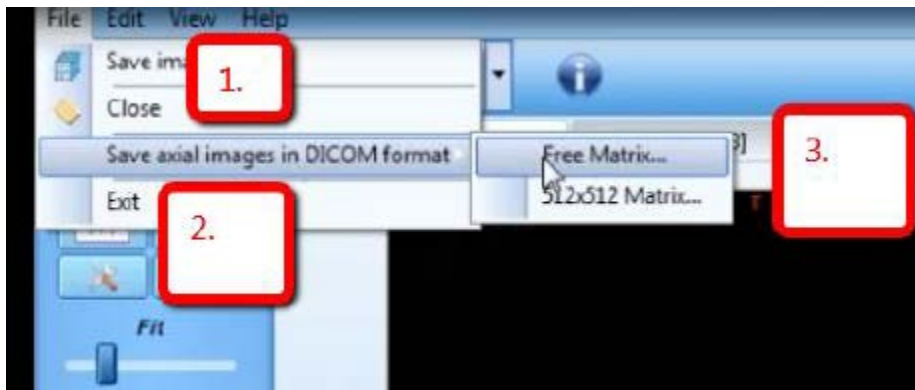 File Edit View Help
Save
1.
Close
Save axial images in DICOM format
Free Matrix...
3.
Exit
512x512 Matrix...
2.
Fit